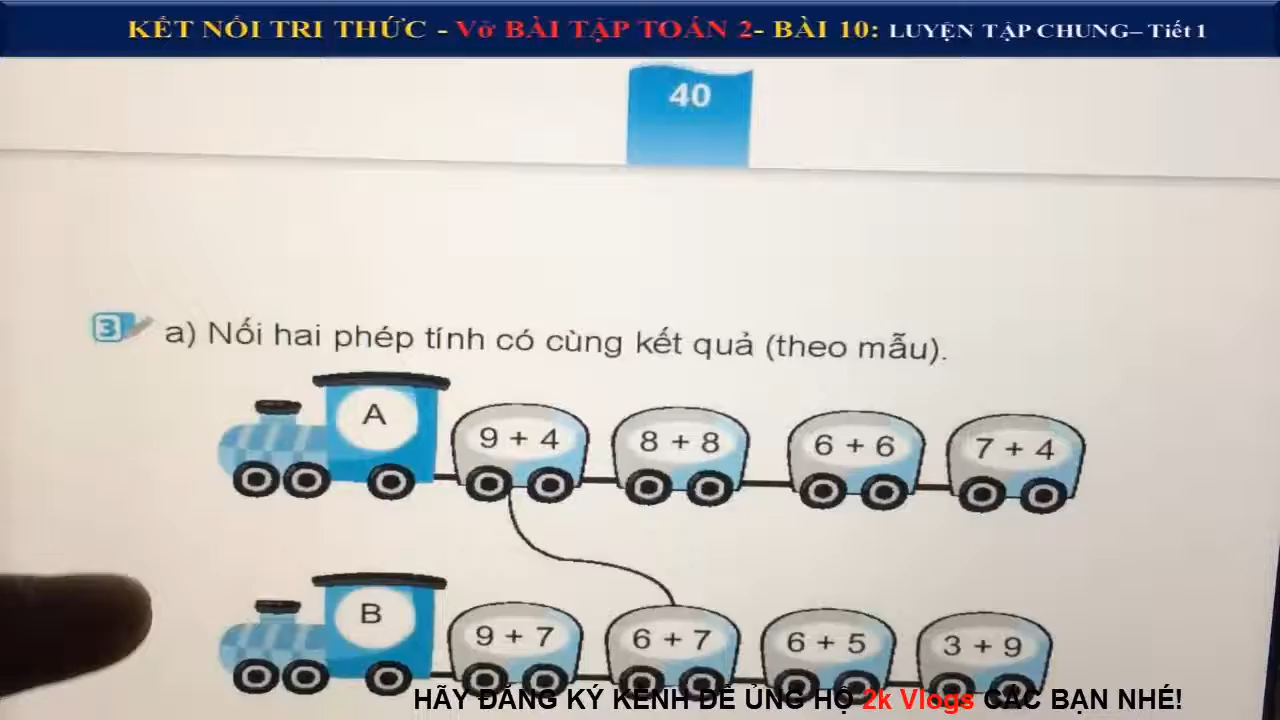 KẾT NỐI TRI THỨC - Vở BÀI TẬP TOÁN 2- BÀI 10: LUYỆN TẬP CHUNG– Tiết 1
40
3 a) Nối hai phép tính có cùng kết quả (theo mẫu).
A 9 + 4 8 + 8 6 + 6 7 + 4
B 9 + 7 6 + 7 6 + 5 3 + 9
HÃY ĐĂNG KÝ KÊNH ĐỂ ỦNG HỘ 2k Vlogs CÁC BẠN NHÉ!